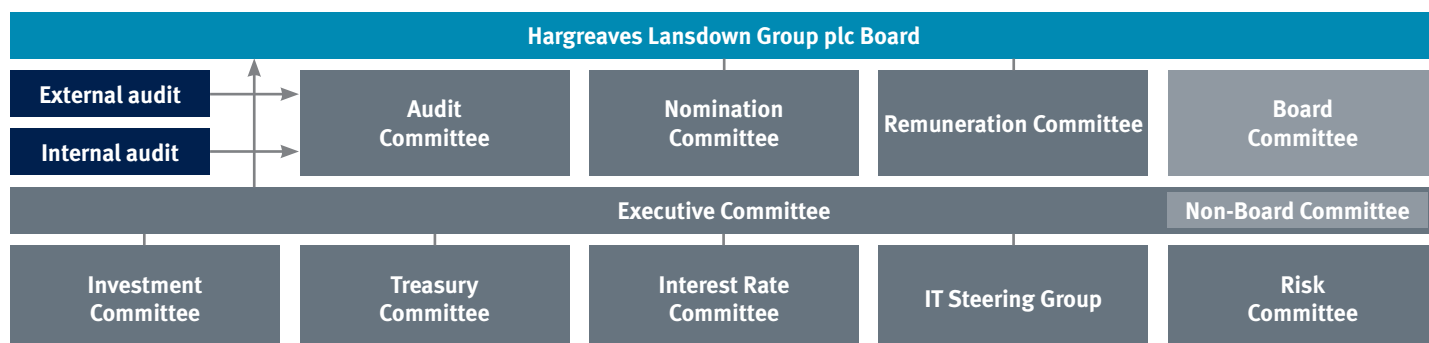 Hargreaves Lansdown Group plc Board
External audit
Internal audit
Audit
Committee
Nomination
Committee
Remuneration Committee
Board
Committee
Executive Committee
Non-Board Committee
Investment
Committee
Treasury
Committee
Interest Rate
Committee
IT Steering Group
Risk
Committee